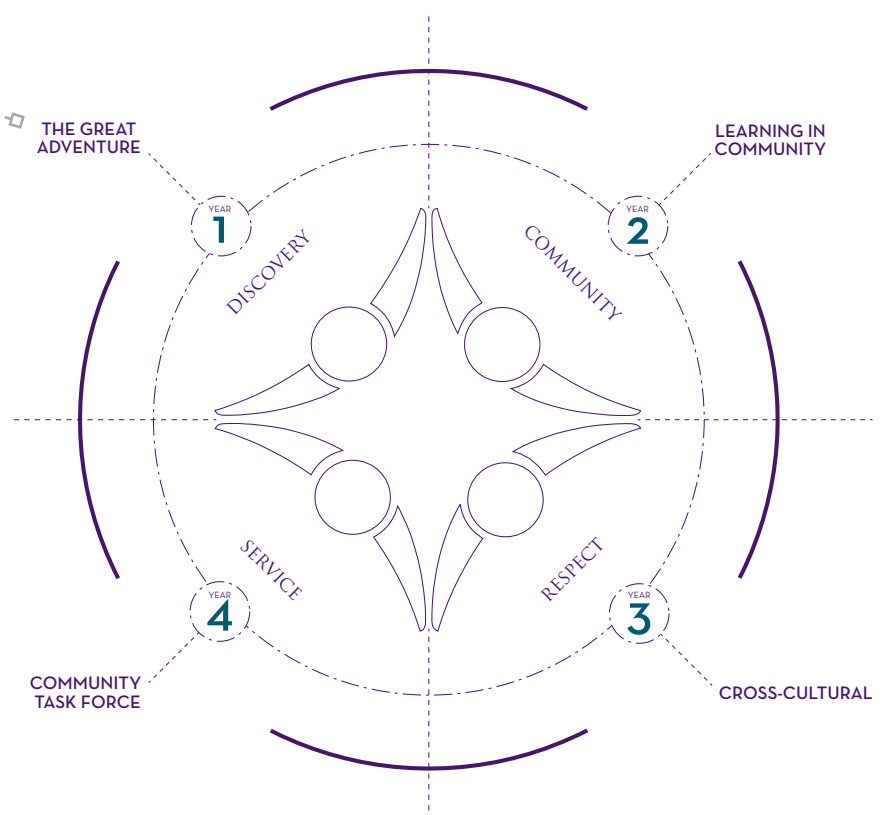 THE GREAT
ADVENTURE
LEARNING IN
COMMUNITY
YEAR
1
YEAR
2
DISCOVERY
COMMUNITY
SERVICE
RESPECT
YEAR
4
YEAR
3
COMMUNITY
TASK FORCE
CROSS-CULTURAL